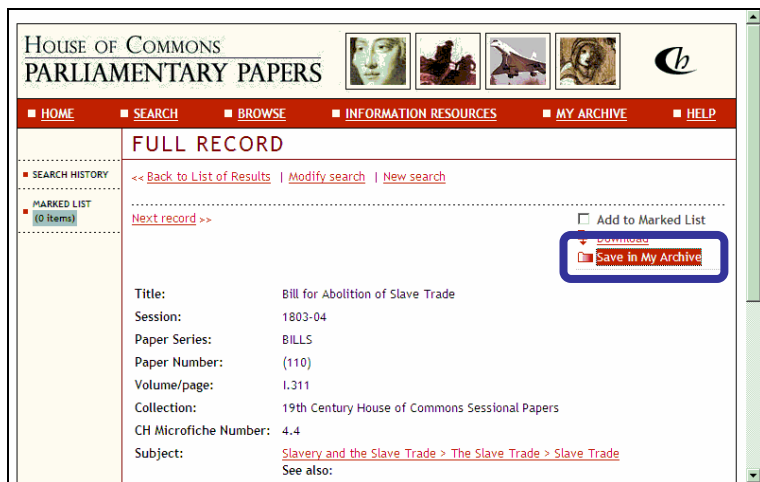 HOUSE OF COMMONS
PARLIAMENTARY PAPERS
Ch
HOME SEARCH BROWSE INFORMATION RESOURCES MY ARCHIVE HELP
FULL RECORD
SEARCH HISTORY
<< Back to List of Results | Modify search | New search
MARKED LIST
(0 items)
Next record >>
Add to Marked List
Download
Save in My Archive
Title: Bill for Abolition of Slave Trade
Session: 1803-04
Paper Series: BILLS
Paper Number: (110)
Volume/page: I.311
Collection: 19th Century House of Commons Sessional Papers
CH Microfiche Number: 4.4
Subject: Slavery and the Slave Trade > The Slave Trade > Slave Trade
See also: